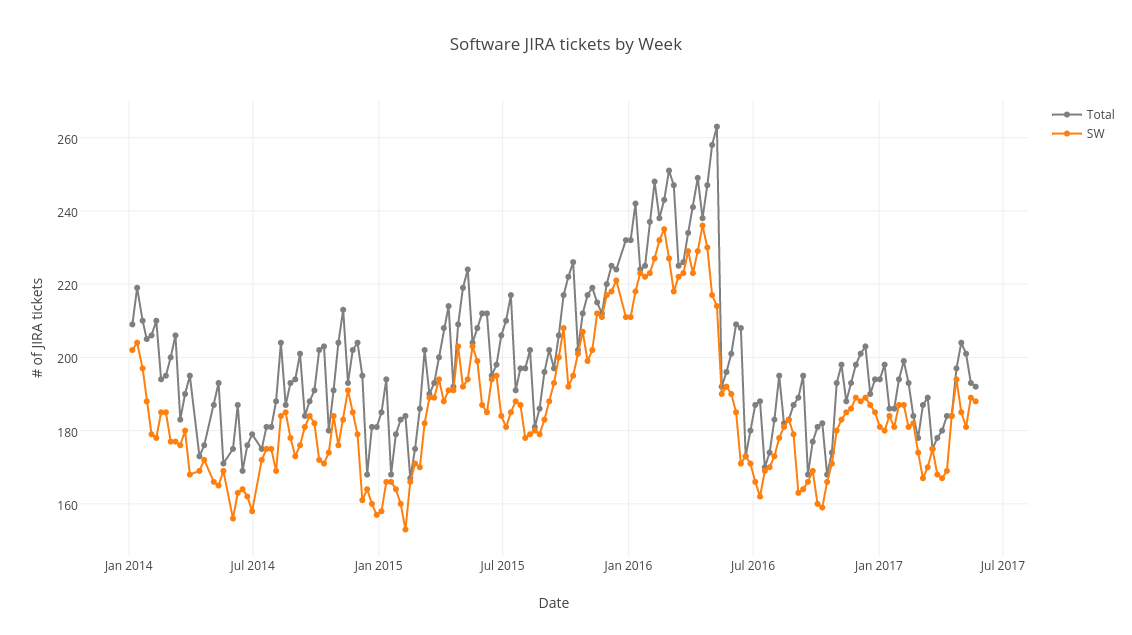 Software JIRA tickets by Week
Total
SW
# of JIRA tickets
260
240
220
200
180
160
Jan 2014
Jul 2014
Jan 2015
Jul 2015
Jan 2016
Jul 2016
Jan 2017
Jul 2017
Date